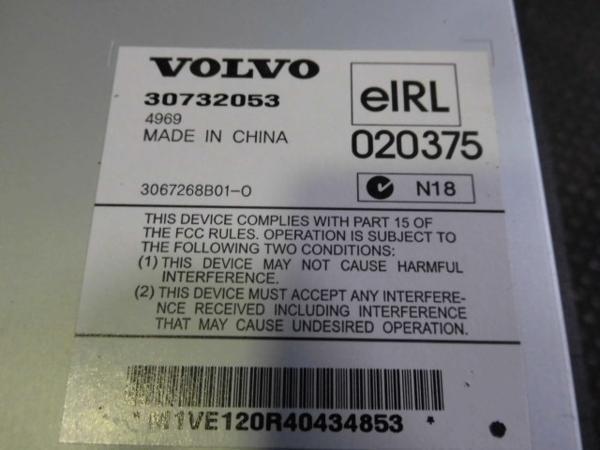 VOLVO
30732053
4969
MADE IN CHINA
eIRL
020375
3067268B01-O
N18
THIS DEVICE COMPLIES WITH PART 15 OF
THE FCC RULES. OPERATION IS SUBJECT TO
THE FOLLOWING TWO CONDITIONS:
(1) THIS DEVICE MAY NOT CAUSE HARMFUL
INTERFERENCE.
(2) THIS DEVICE MUST ACCEPT ANY INTERFERE-
NCE RECEIVED INCLUDING INTERFERENCE
THAT MAY CAUSE UNDESIRED OPERATION.
*M1VE120R40434853*